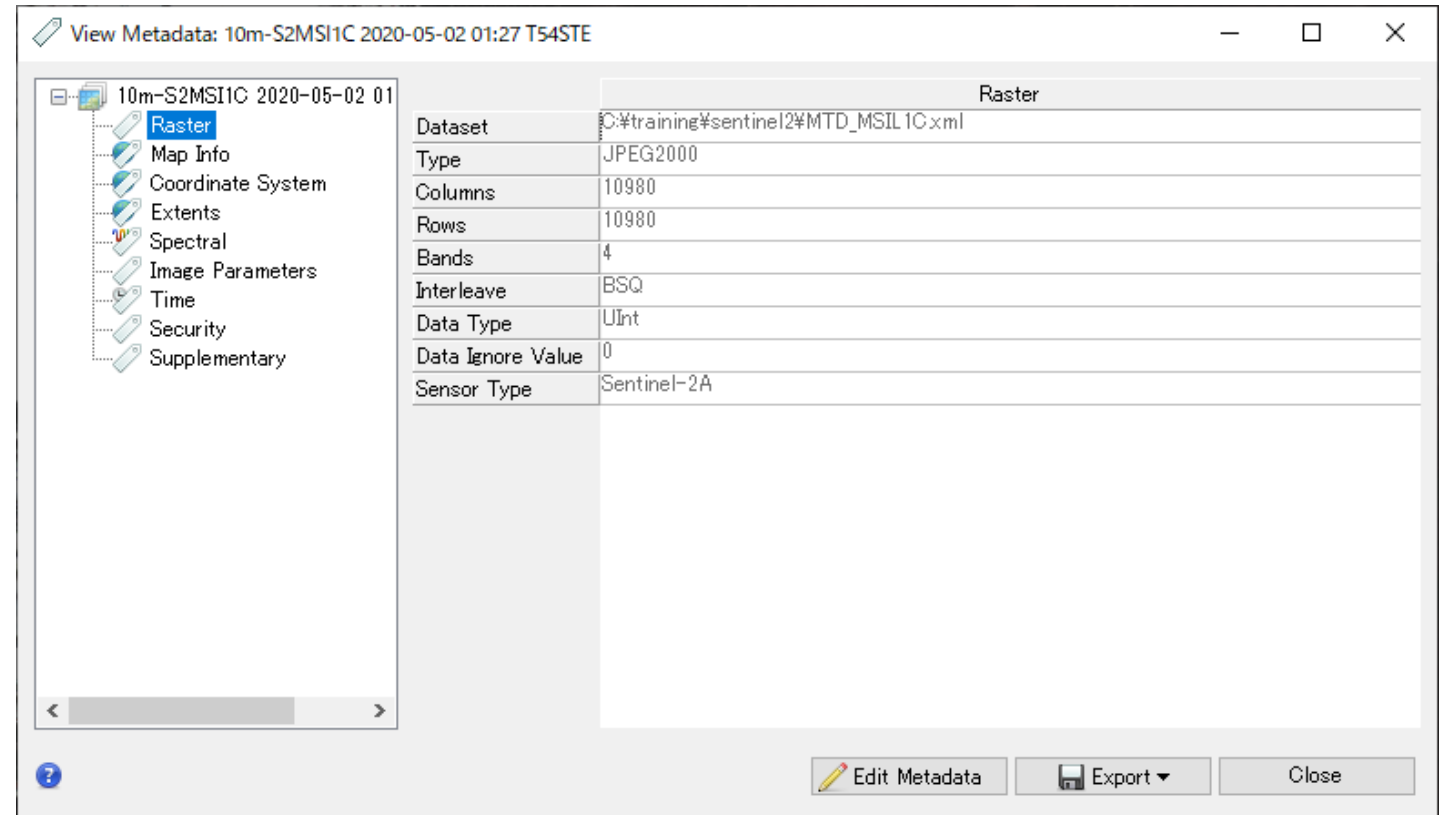 View Metadata: 10m-S2MSI1C 2020-05-02 01:27 T54STE
10m-S2MSI1C 2020-05-02 01
Raster
Map Info
Coordinate System
Extents
Spectral
Image Parameters
Time
Security
Supplementary
Raster
Dataset C:¥training¥sentinel2¥MTD_MSIL1C.xml
Type JPEG2000
Columns 10980
Rows 10980
Bands 4
Interleave BSQ
Data Type UInt
Data Ignore Value 0
Sensor Type Sentinel-2A
Edit Metadata Export Close